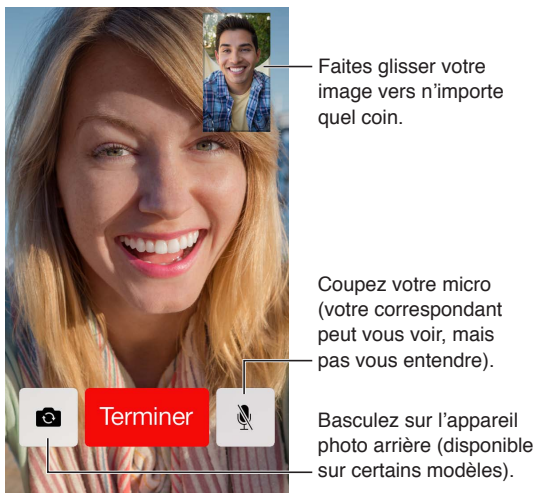 Faites glisser votre
image vers n’importe
quel coin.
Coupez votre micro
(votre correspondant
peut vous voir, mais
pas vous entendre).
Terminer
Basculez sur l’appareil
photo arrière (disponible
sur certains modèles).